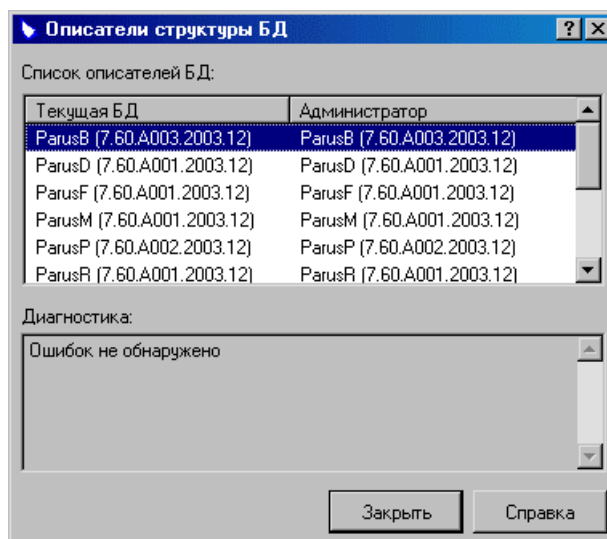 Описатели структуры БД
Список описателей БД:
Текущая БД Администратор
ParusB (7.60.A003.2003.12) ParusB (7.60.A003.2003.12)
ParusD (7.60.A001.2003.12) ParusD (7.60.A001.2003.12)
ParusF (7.60.A001.2003.12) ParusF (7.60.A001.2003.12)
ParusM (7.60.A001.2003.12) ParusM (7.60.A001.2003.12)
ParusP (7.60.A002.2003.12) ParusP (7.60.A002.2003.12)
ParusR (7.60.A001.2003.12) ParusR (7.60.A001.2003.12)
Диагностика:
Ошибок не обнаружено
Закрыть Справка